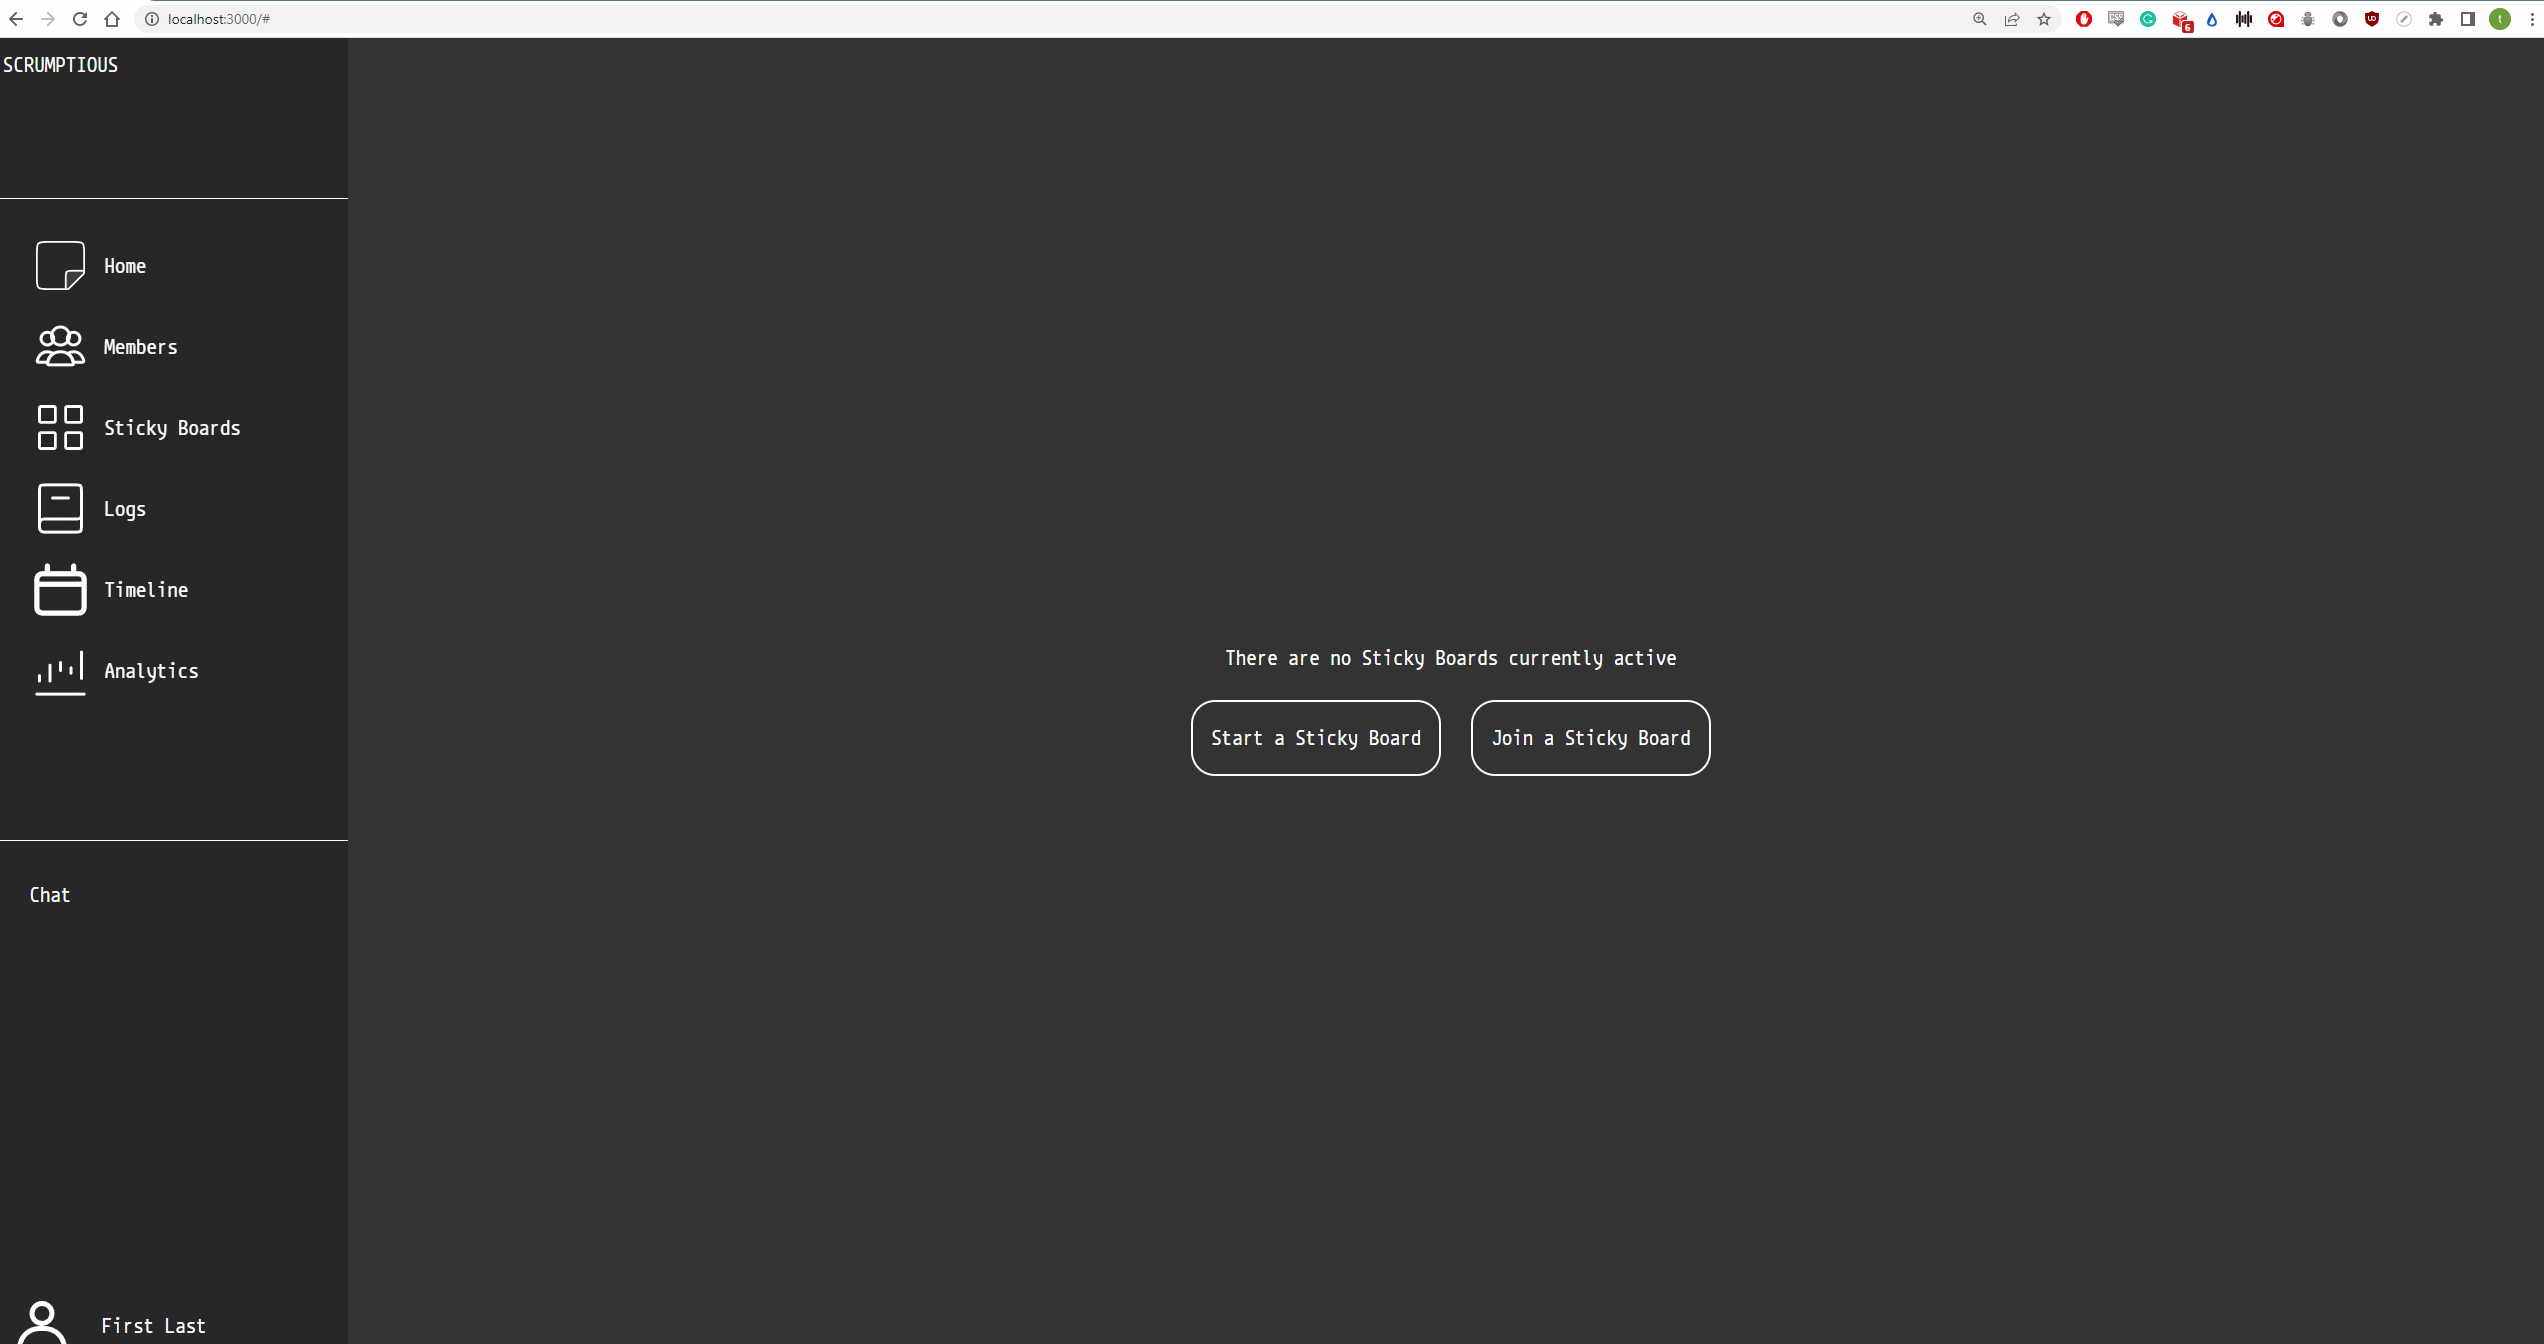 localhost:3000/#
6
t
SCRUMPTIOUS
Home
Members
Sticky Boards
Logs
Timeline
Analytics
There are no Sticky Boards currently active
Start a Sticky Board
Join a Sticky Board
Chat
First Last